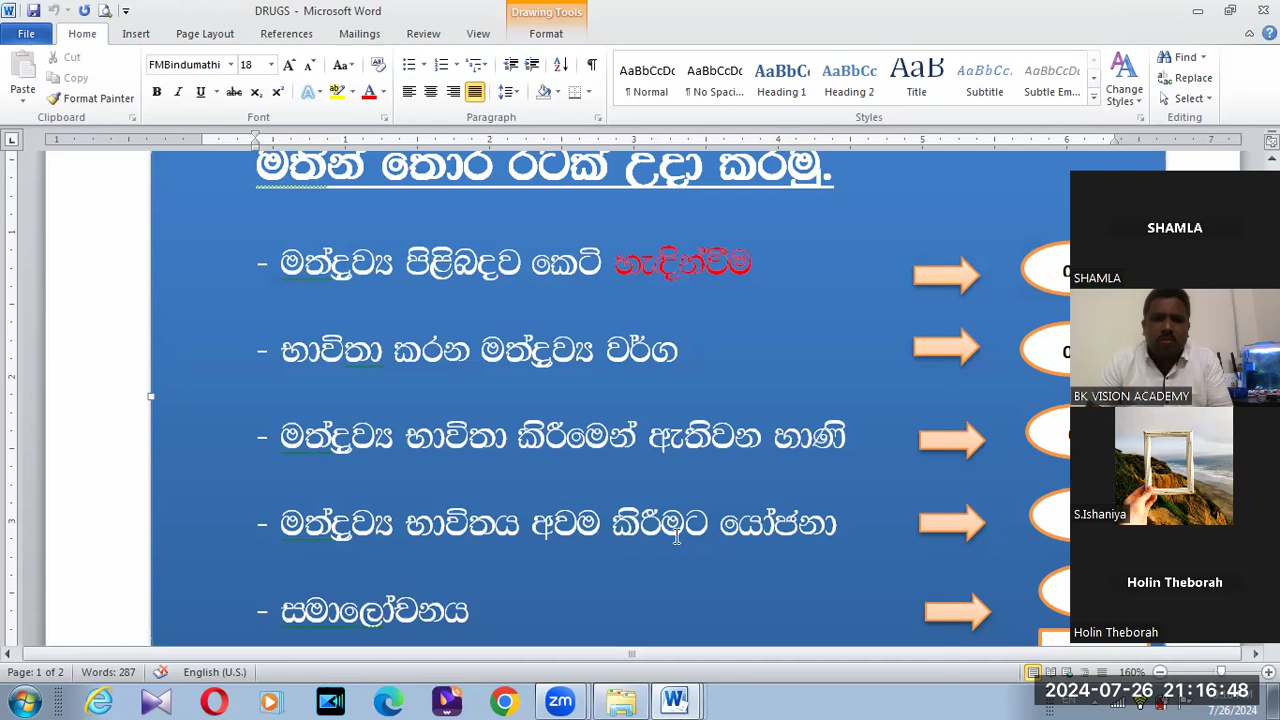 DRUGS - Microsoft Word
Drawing Tools
File Home Insert Page Layout References Mailings Review View Format
Paste Cut Copy Format Painter
Clipboard
FMBindumathi 18
Font
Paragraph
AaBbCcDc AaBbCcDc AaBbCc AaBbCc AaB AaBbCc. AaBbCcDc
¶ Normal ¶ No Spaci... Heading 1 Heading 2 Title Subtitle Subtle Em...
Change Styles
Styles
Find
Replace
Select
Editing
මතින් තොර රටක් උදා කරමු.
- මත්ද්‍රව්‍ය පිළිබදව කෙටි හැඳින්වීම
- භාවිතා කරන මත්ද්‍රව්‍ය වර්ග
- මත්ද්‍රව්‍ය භාවිතා කිරීමෙන් ඇතිවන හාණි
- මත්ද්‍රව්‍ය භාවිතය අවම කිරීමට යෝජනා
- සමාලෝචනය
SHAMLA
SHAMLA
BK VISION ACADEMY
S.Ishaniya
Holin Theborah
Holin Theborah
Page: 1 of 2 Words: 287 English (U.S.) 160%
2024-07-26 21:16:48
7/26/2024